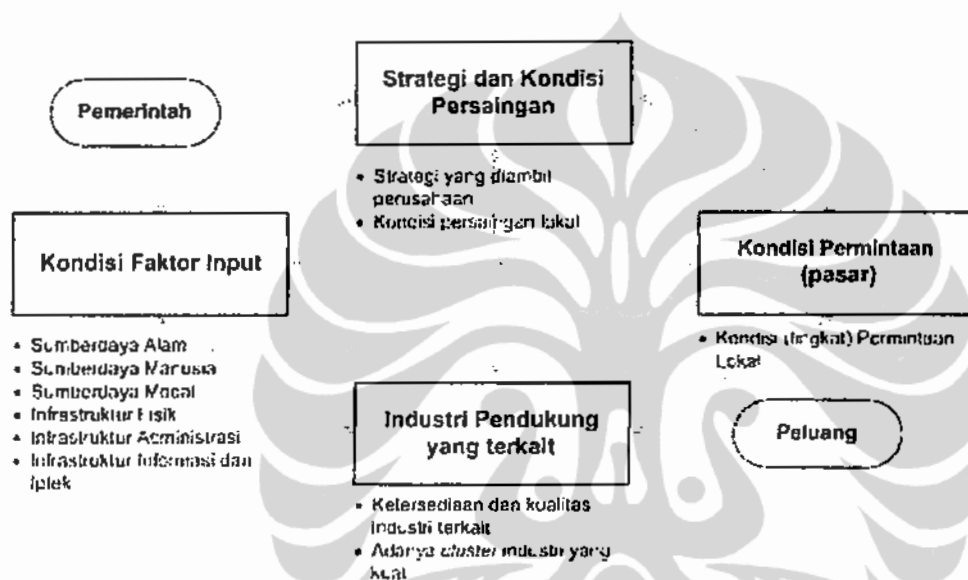 Pemerintah
Strategi dan Kondisi
Persaingan
• Strategi yang diambil
perusahaan
• Kondisi persaingan lokal
Kondisi Faktor Input
• Sumberdaya Alam
• Sumberdaya Manusia
• Sumberdaya Modal
• Infrastruktur Fisik
• Infrastruktur Administrasi
• Infrastruktur Informasi dan
Iptek
Kondisi Permintaan
(pasar)
• Kondisi (tingkat) Permintaan
Lokal
Industri Pendukung
yang terkait
• Ketersediaan dan kualitas
industri terkait
• Adanya cluster industri yang
kuat
Peluang